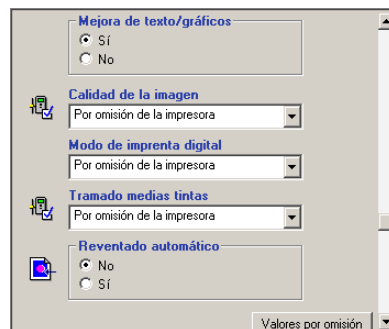 Mejora de texto/gráficos
Sí
No
Calidad de la imagen
Por omisión de la impresora
Modo de imprenta digital
Por omisión de la impresora
Tramado medias tintas
Por omisión de la impresora
Reventado automático
No
Sí
Valores por omisión